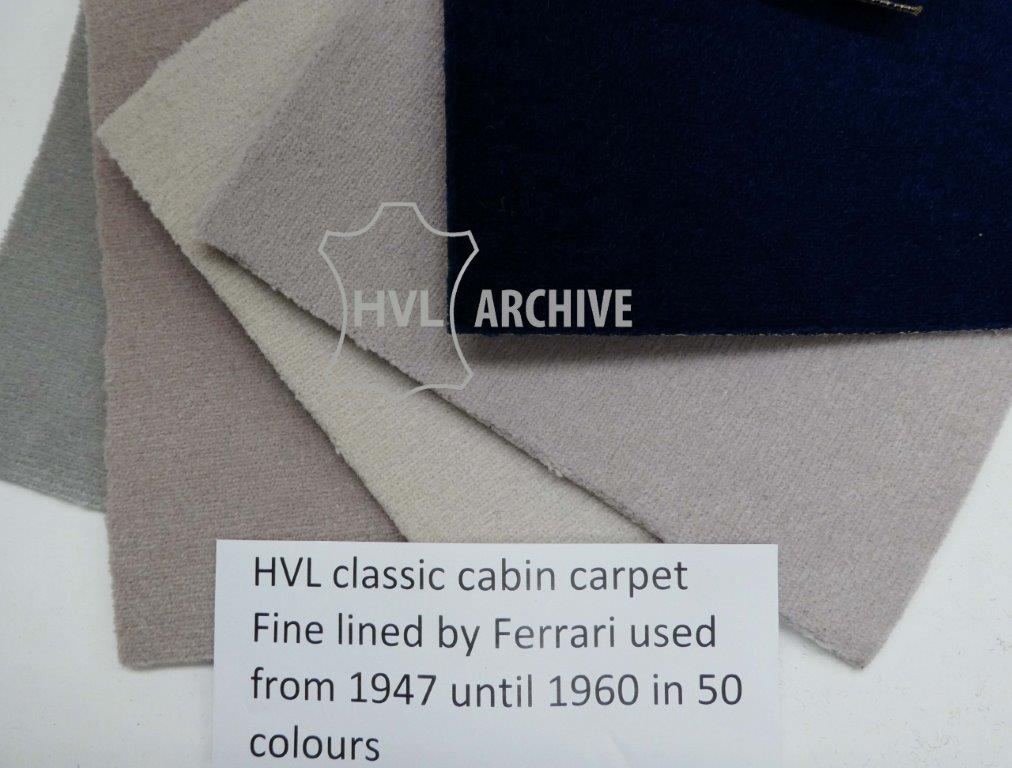 HVL ARCHIVE
HVL classic cabin carpet
Fine lined by Ferrari used
from 1947 until 1960 in 50
colours